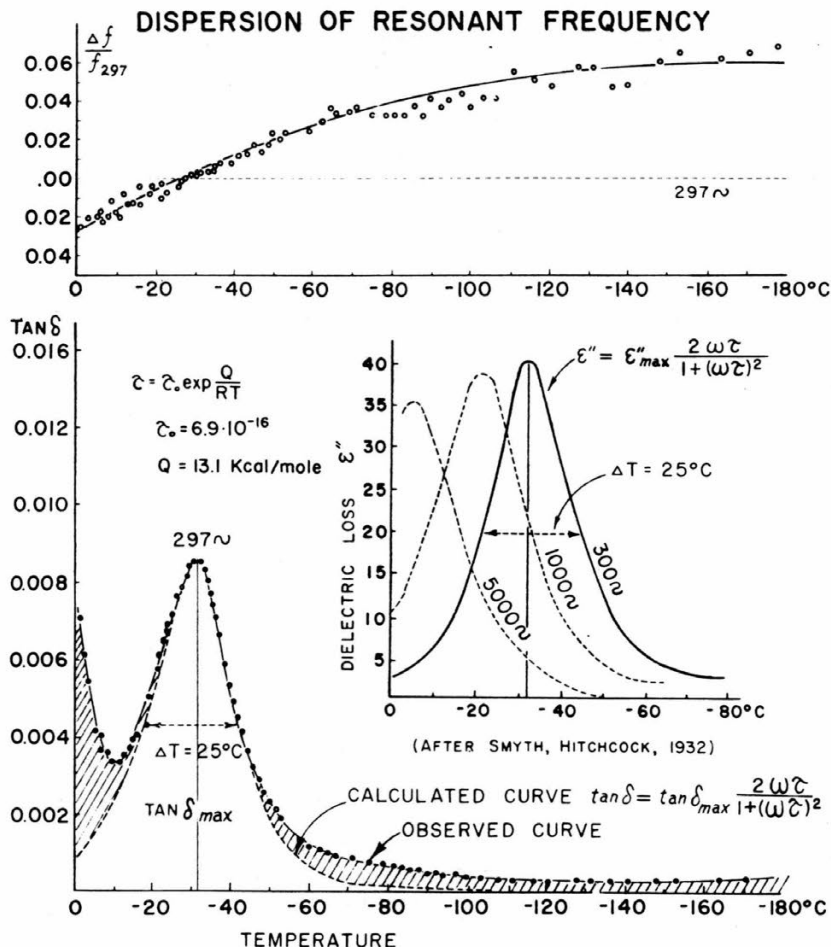 DISPERSION OF RESONANT FREQUENCY
Δf
f297
0.06
0.04
0.02
.00
0.02
0.04
297~
0 -20 -40 -60 -80 -100 -120 -140 -160 -180°C
TAN δ
0.016
0.014
0.012
0.010
0.008
0.006
0.004
0.002
τ = τ₀ exp Q/RT
τ₀ = 6.9·10⁻¹⁶
Q = 13.1 Kcal/mole
297~
ΔT = 25°C
TAN δmax
DIELECTRIC LOSS ε"
40
35
30
25
20
15
10
5
ε" = ε"max 2ωτ/1+(ωτ)²
ΔT = 25°C
5000~
1000~
300~
0 -20 -40 -60 -80°C
(AFTER SMYTH, HITCHCOCK, 1932)
CALCULATED CURVE tanδ = tanδmax 2ωτ/1+(ωτ)²
OBSERVED CURVE
0 -20 -40 -60 -80 -100 -120 -140 -160 -180°C
TEMPERATURE